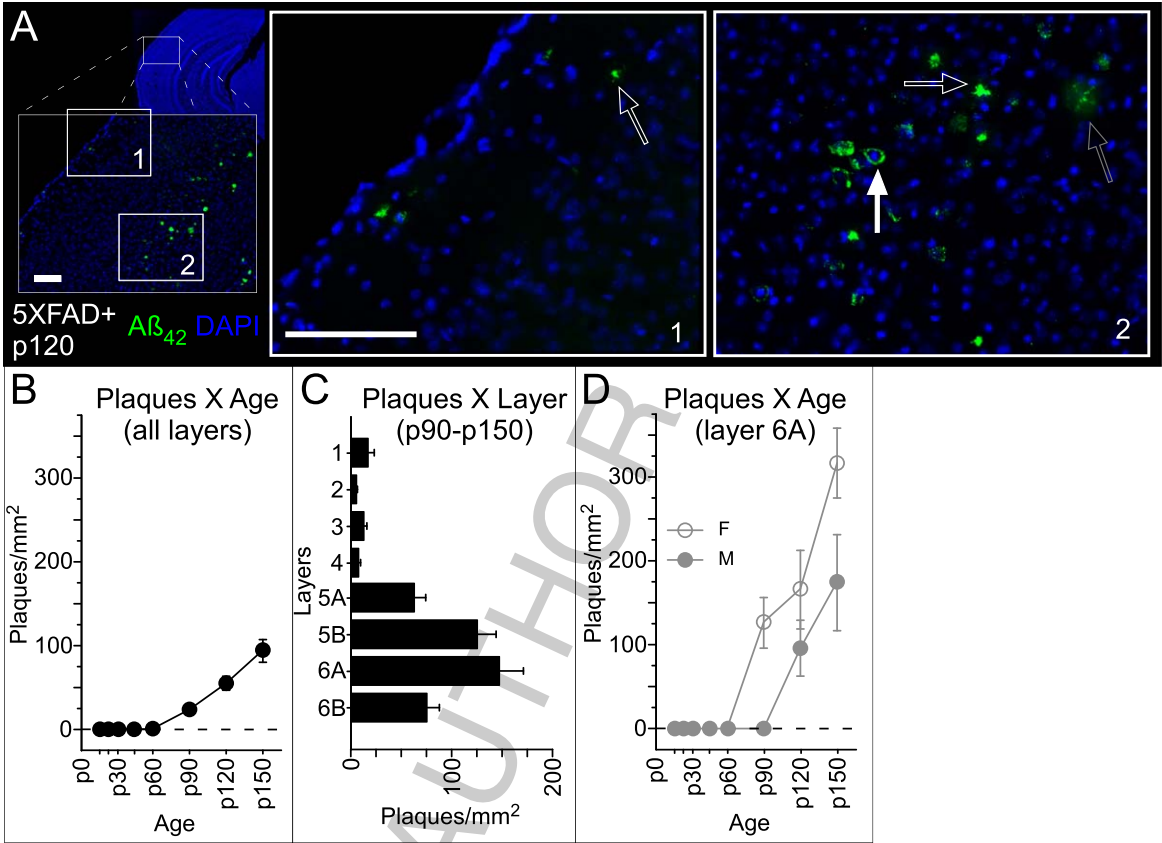 A
1
2
5XFAD+
p120
Aß42
DAPI
1
2
B
Plaques X Age
(all layers)
Plaques/mm2
300
200
100
0
p0
p30
p60
p90
p120
p150
Age
C
Plaques X Layer
(p90-p150)
Layers
1
2
3
4
5A
5B
6A
6B
0
100
200
Plaques/mm2
D
Plaques X Age
(layer 6A)
Plaques/mm2
300
200
100
0
F
M
p0
p30
p60
p90
p120
p150
Age
AUTHOR